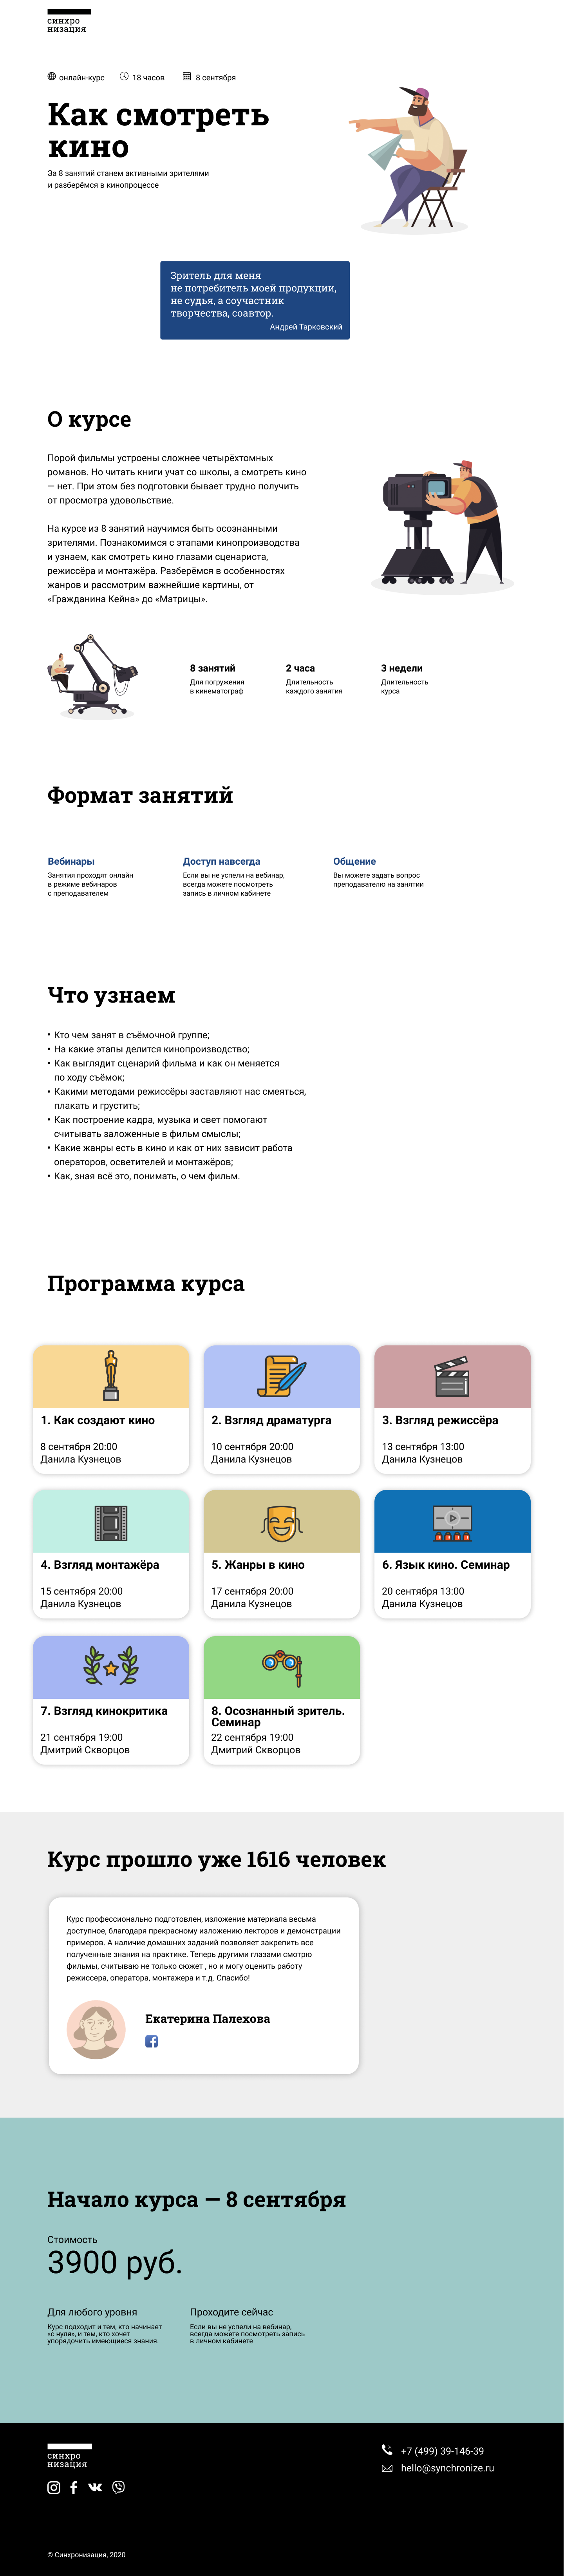 синхро
низация
онлайн-курс
18 часов
8 сентября
Как смотреть
кино
За 8 занятий станем активными зрителями
и разберёмся в кинопроцессе
Зритель для меня
не потребитель моей продукции,
не судья, а соучастник
творчества, соавтор.
Андрей Тарковский
О курсе
Порой фильмы устроены сложнее четырёхтомных
романов. Но читать книги учат со школы, а смотреть кино
— нет. При этом без подготовки бывает трудно получить
от просмотра удовольствие.
На курсе из 8 занятий научимся быть осознанными
зрителями. Познакомимся с этапами кинопроизводства
и узнаем, как смотреть кино глазами сценариста,
режиссёра и монтажёра. Разберёмся в особенностях
жанров и рассмотрим важнейшие картины, от
«Гражданина Кейна» до «Матрицы».
8 занятий
Для погружения
в кинематограф
2 часа
Длительность
каждого занятия
3 недели
Длительность
курса
Формат занятий
Вебинары
Занятия проходят онлайн
в режиме вебинаров
с преподавателем
Доступ навсегда
Если вы не успели на вебинар,
всегда можете посмотреть
запись в личном кабинете
Общение
Вы можете задать вопрос
преподавателю на занятии
Что узнаем
• Кто чем занят в съёмочной группе;
• На какие этапы делится кинопроизводство;
• Как выглядит сценарий фильма и как он меняется
по ходу съёмок;
• Какими методами режиссёры заставляют нас смеяться,
плакать и грустить;
• Как построение кадра, музыка и свет помогают
считывать заложенные в фильм смыслы;
• Какие жанры есть в кино и как от них зависит работа
операторов, осветителей и монтажёров;
• Как, зная всё это, понимать, о чем фильм.
Программа курса
1. Как создают кино
8 сентября 20:00
Данила Кузнецов
2. Взгляд драматурга
10 сентября 20:00
Данила Кузнецов
3. Взгляд режиссёра
13 сентября 13:00
Данила Кузнецов
4. Взгляд монтажёра
15 сентября 20:00
Данила Кузнецов
5. Жанры в кино
17 сентября 20:00
Данила Кузнецов
6. Язык кино. Семинар
20 сентября 13:00
Данила Кузнецов
7. Взгляд кинокритика
21 сентября 19:00
Дмитрий Скворцов
8. Осознанный зритель.
Семинар
22 сентября 19:00
Дмитрий Скворцов
Курс прошло уже 1616 человек
Курс профессионально подготовлен, изложение материала весьма
доступное, благодаря прекрасному изложению лекторов и демонстрации
примеров. А наличие домашних заданий позволяет закрепить все
полученные знания на практике. Теперь другими глазами смотрю
фильмы, считываю не только сюжет , но и могу оценить работу
режиссера, оператора, монтажера и т.д. Спасибо!
Екатерина Палехова
Начало курса — 8 сентября
Стоимость
3900 руб.
Для любого уровня
Курс подходит и тем, кто начинает
«с нуля», и тем, кто хочет
упорядочить имеющиеся знания.
Проходите сейчас
Если вы не успели на вебинар,
всегда можете посмотреть запись
в личном кабинете
синхро
низация
+7 (499) 39-146-39
hello@synchronize.ru
© Синхронизация, 2020